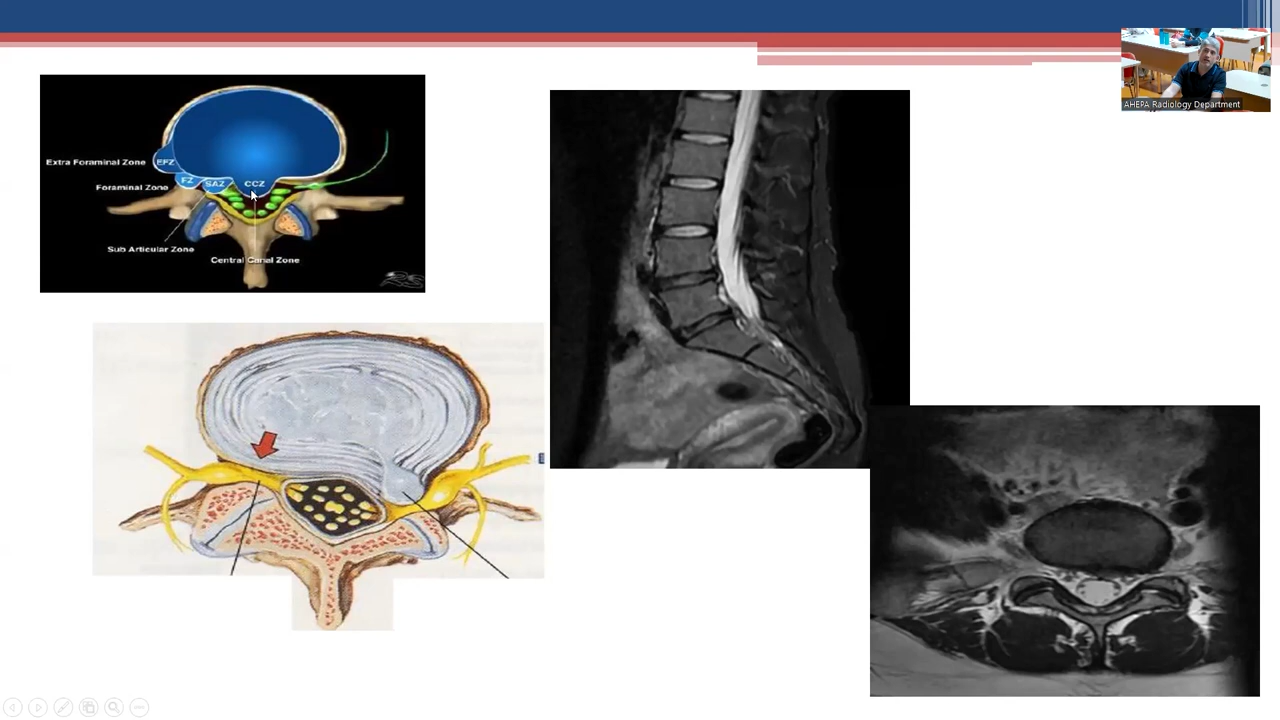 AHEPA Radiology Department
Extra Foraminal Zone
EFZ
Foraminal Zone
FZ
SAZ
CCZ
Sub Articular Zone
Central Canal Zone